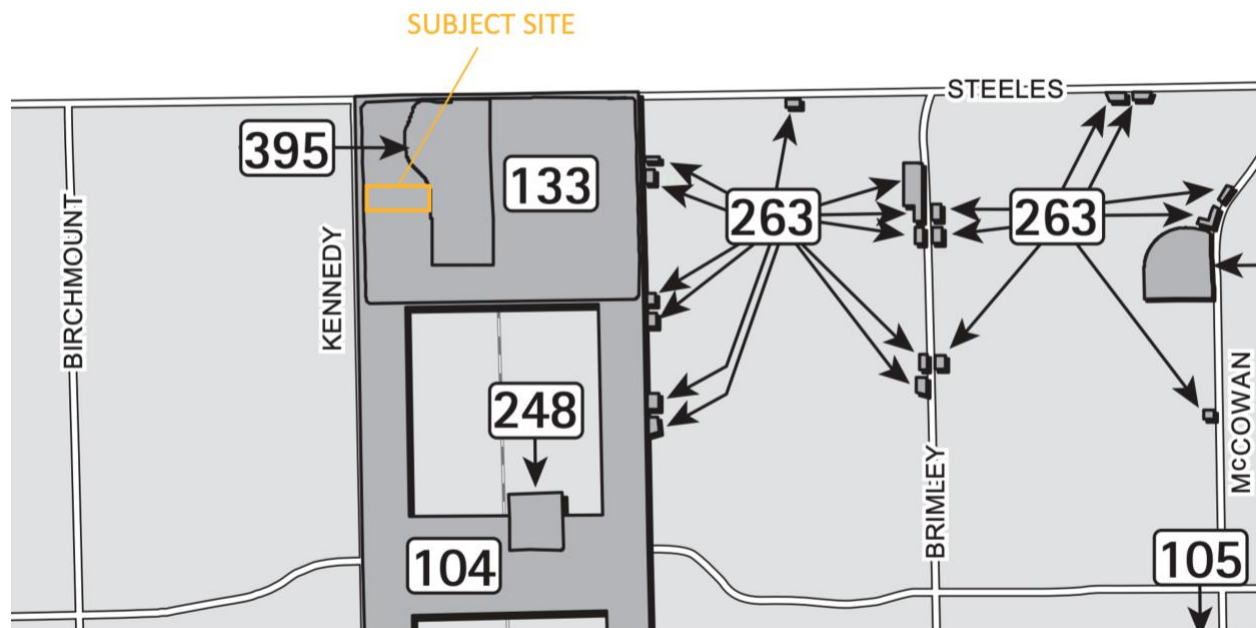 SUBJECT SITE
STEELES
395
133
263
263
BIRCHMOUNT
KENNEDY
248
BRIMLEY
McCOWAN
104
105